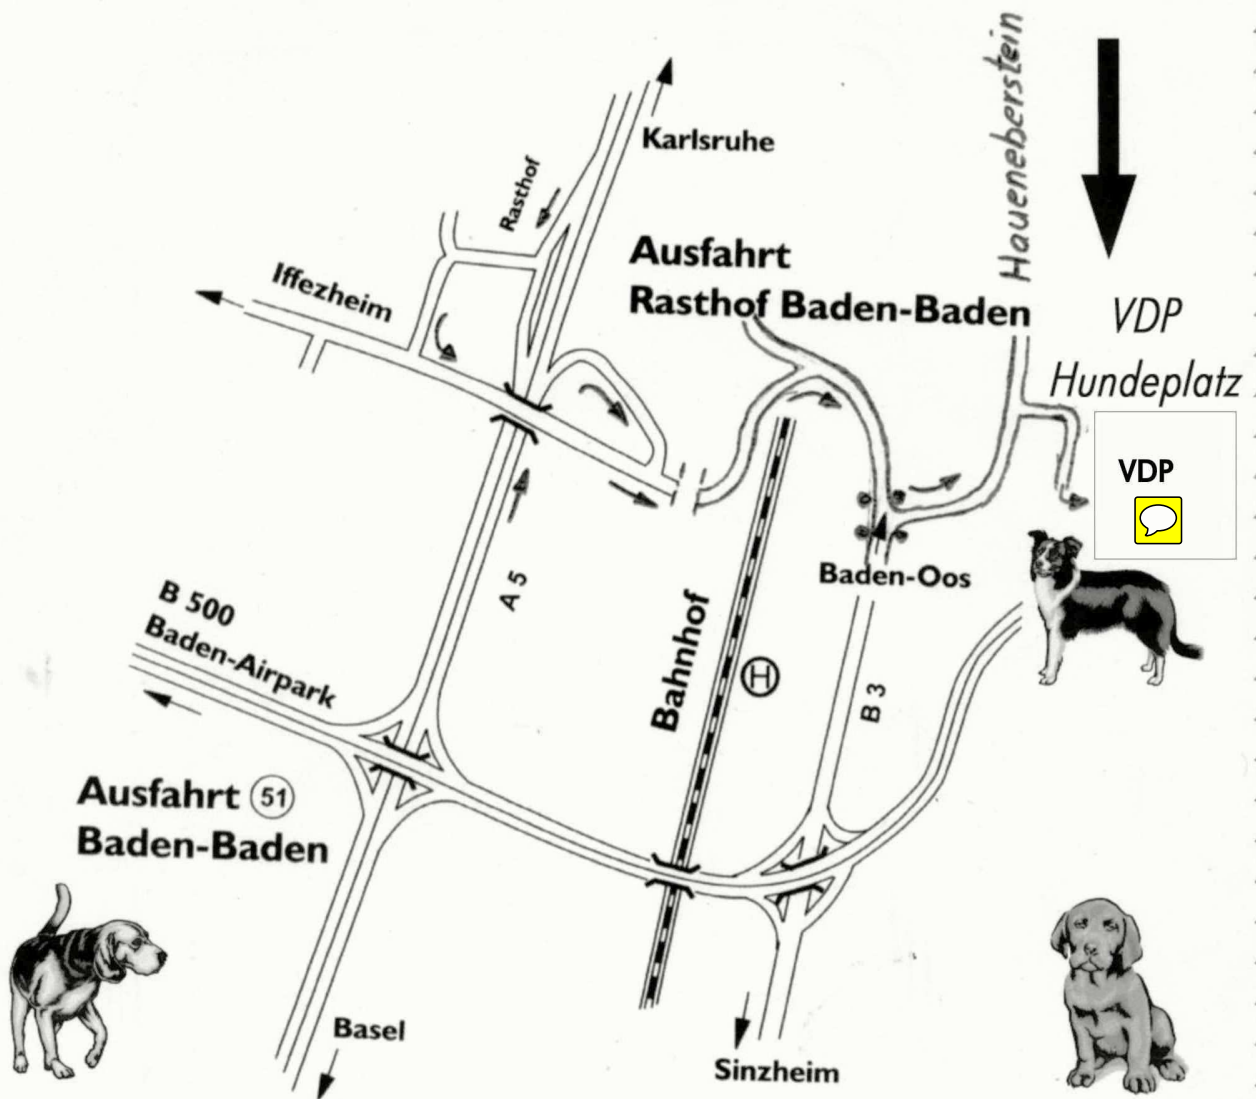 Haueneberstein
Karlsruhe
Rasthof
Ausfahrt
Rasthof Baden-Baden
Iffezheim
VDP
Hundeplatz
VDP
A 5
Baden-Oos
B 500
Baden-Airpark
Bahnhof
H
B 3
Ausfahrt 51
Baden-Baden
Basel
Sinzheim